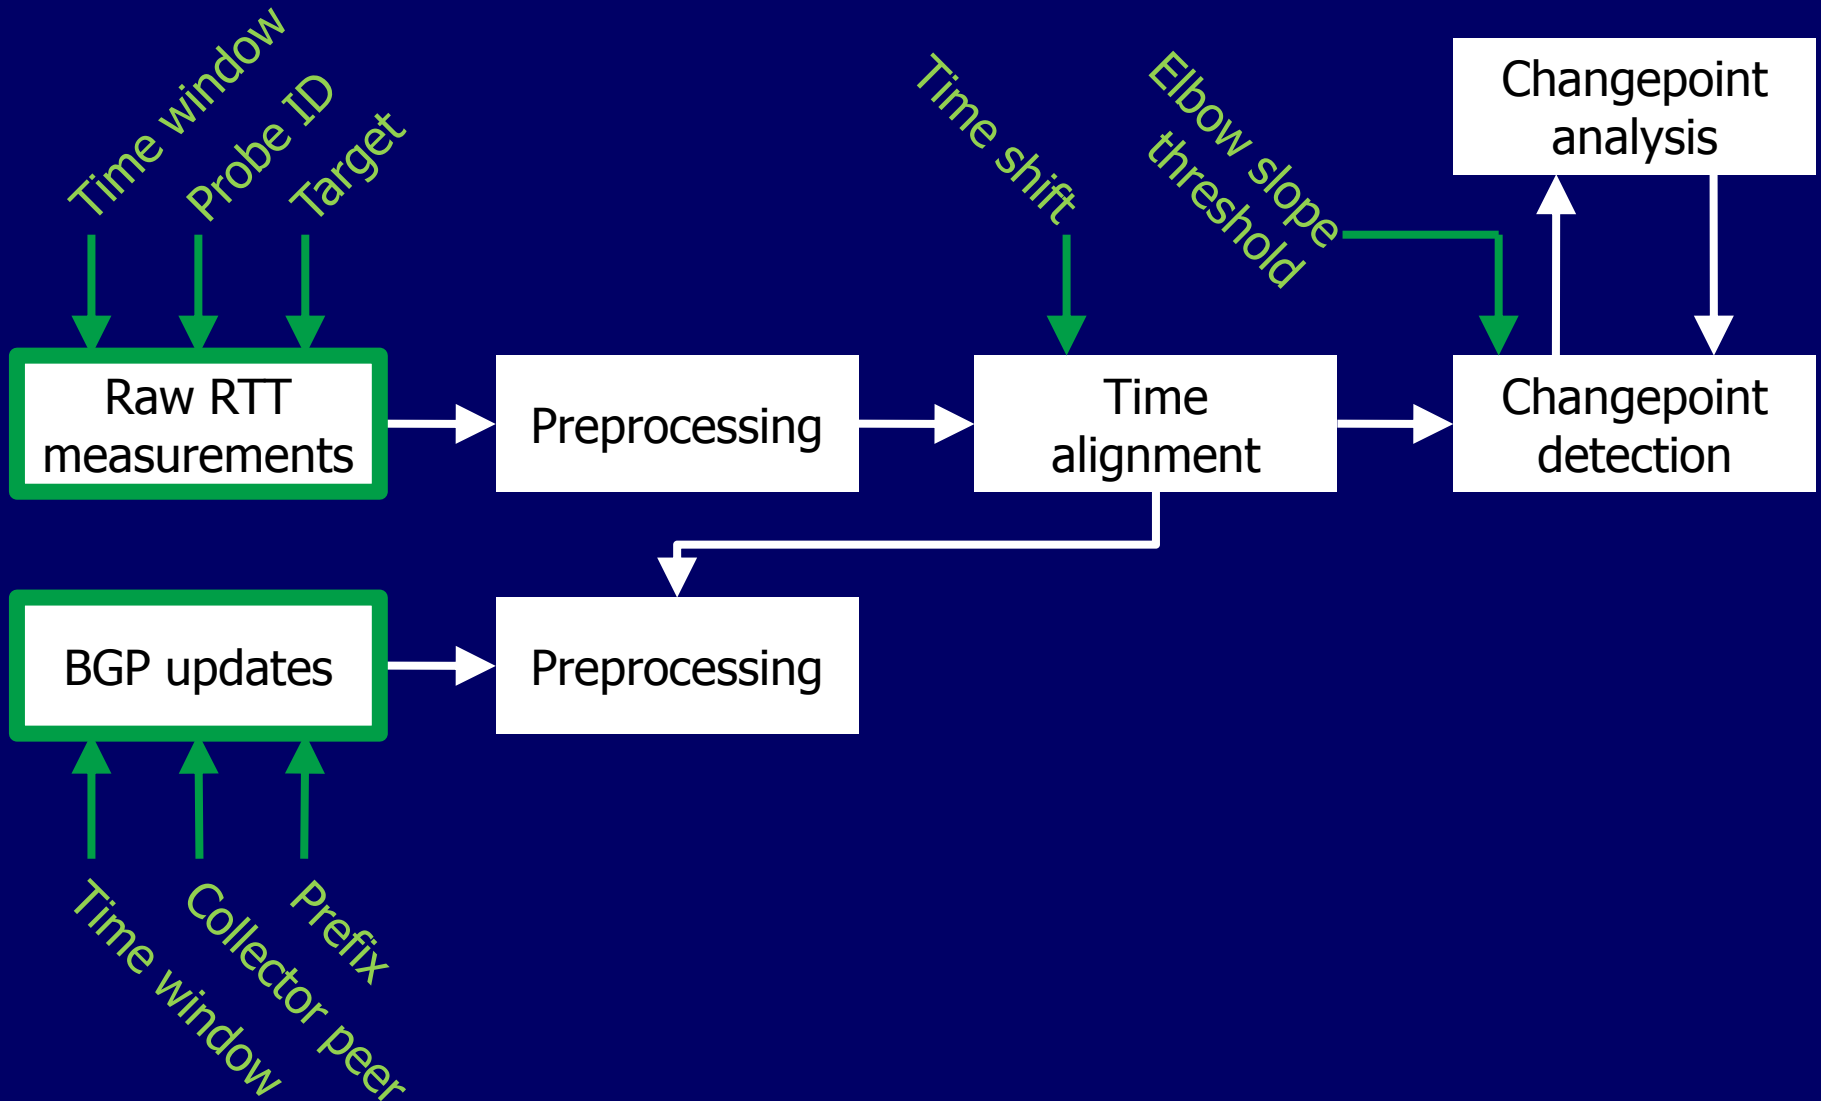 Time window
Probe ID
Target
Time shift
Elbow slope
threshold
Changepoint
analysis
Raw RTT
measurements
Preprocessing
Time
alignment
Changepoint
detection
BGP updates
Preprocessing
Time window
Collector peer
Prefix